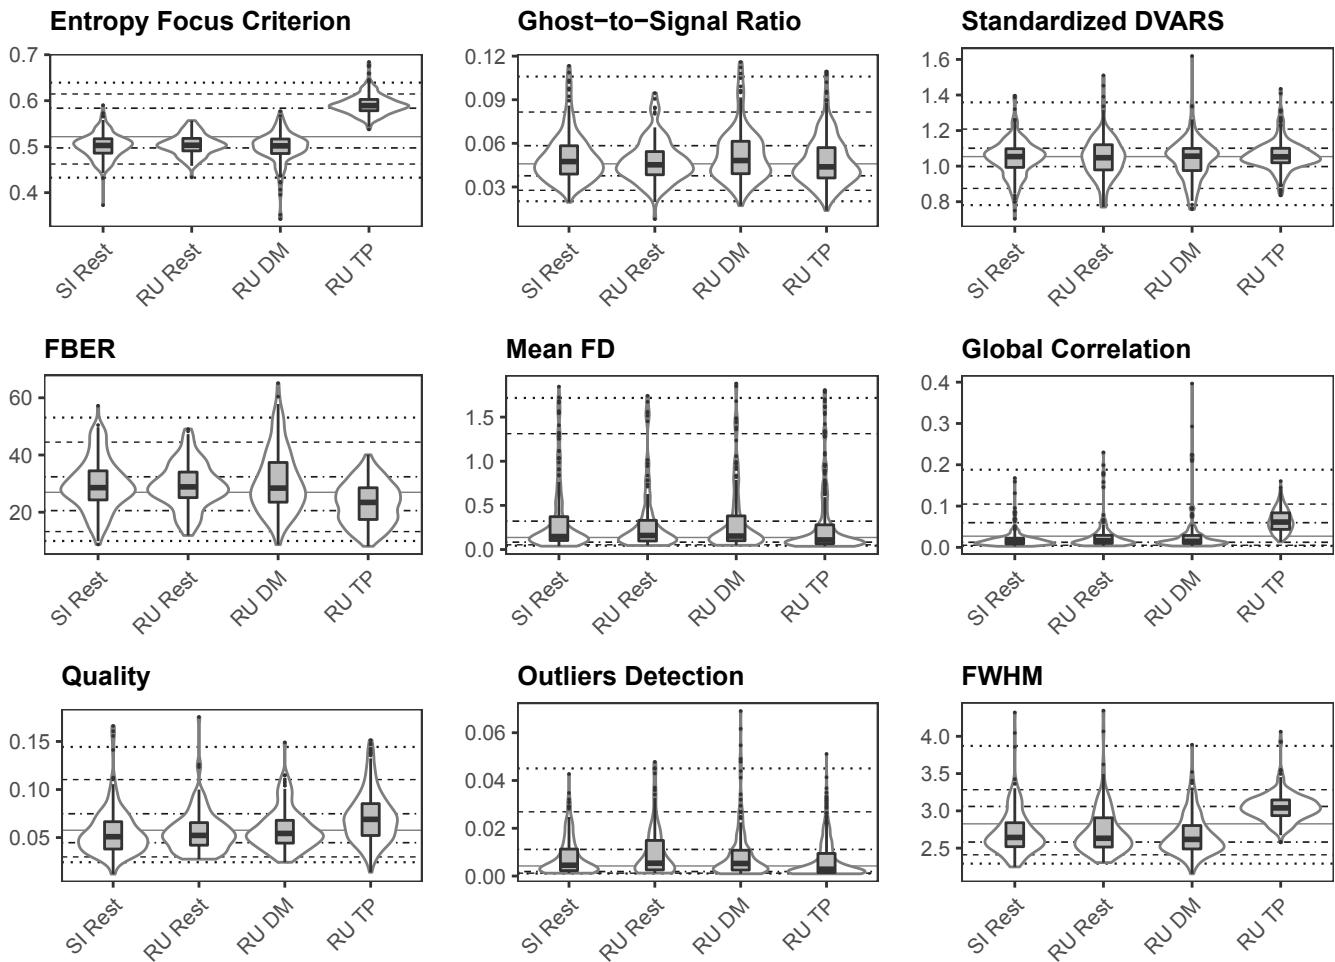 Entropy Focus Criterion
0.7
0.6
0.5
0.4
SI Rest
RU Rest
RU DM
RU TP
Ghost−to−Signal Ratio
0.12
0.09
0.06
0.03
SI Rest
RU Rest
RU DM
RU TP
Standardized DVARS
1.6
1.4
1.2
1.0
0.8
SI Rest
RU Rest
RU DM
RU TP
FBER
60
40
20
SI Rest
RU Rest
RU DM
RU TP
Mean FD
1.5
1.0
0.5
0.0
SI Rest
RU Rest
RU DM
RU TP
Global Correlation
0.4
0.3
0.2
0.1
0.0
SI Rest
RU Rest
RU DM
RU TP
Quality
0.15
0.10
0.05
SI Rest
RU Rest
RU DM
RU TP
Outliers Detection
0.06
0.04
0.02
0.00
SI Rest
RU Rest
RU DM
RU TP
FWHM
4.0
3.5
3.0
2.5
SI Rest
RU Rest
RU DM
RU TP